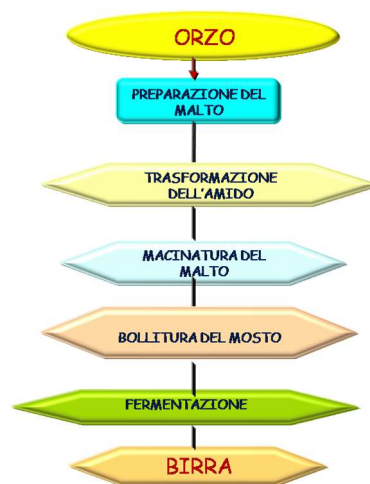 ORZO
PREPARAZIONE DEL
MALTO
TRASFORMAZIONE
DELL'AMIDO
MACINATURA DEL
MALTO
BOLLITURA DEL MOSTO
FERMENTAZIONE
BIRRA